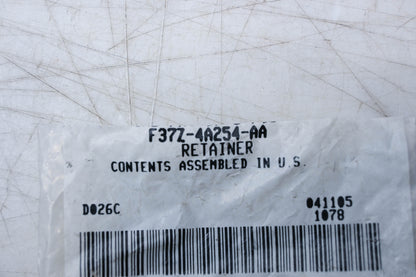 F37Z-4A254-AA
RETAINER
CONTENTS ASSEMBLED IN U.S.
D026C 041105
1078